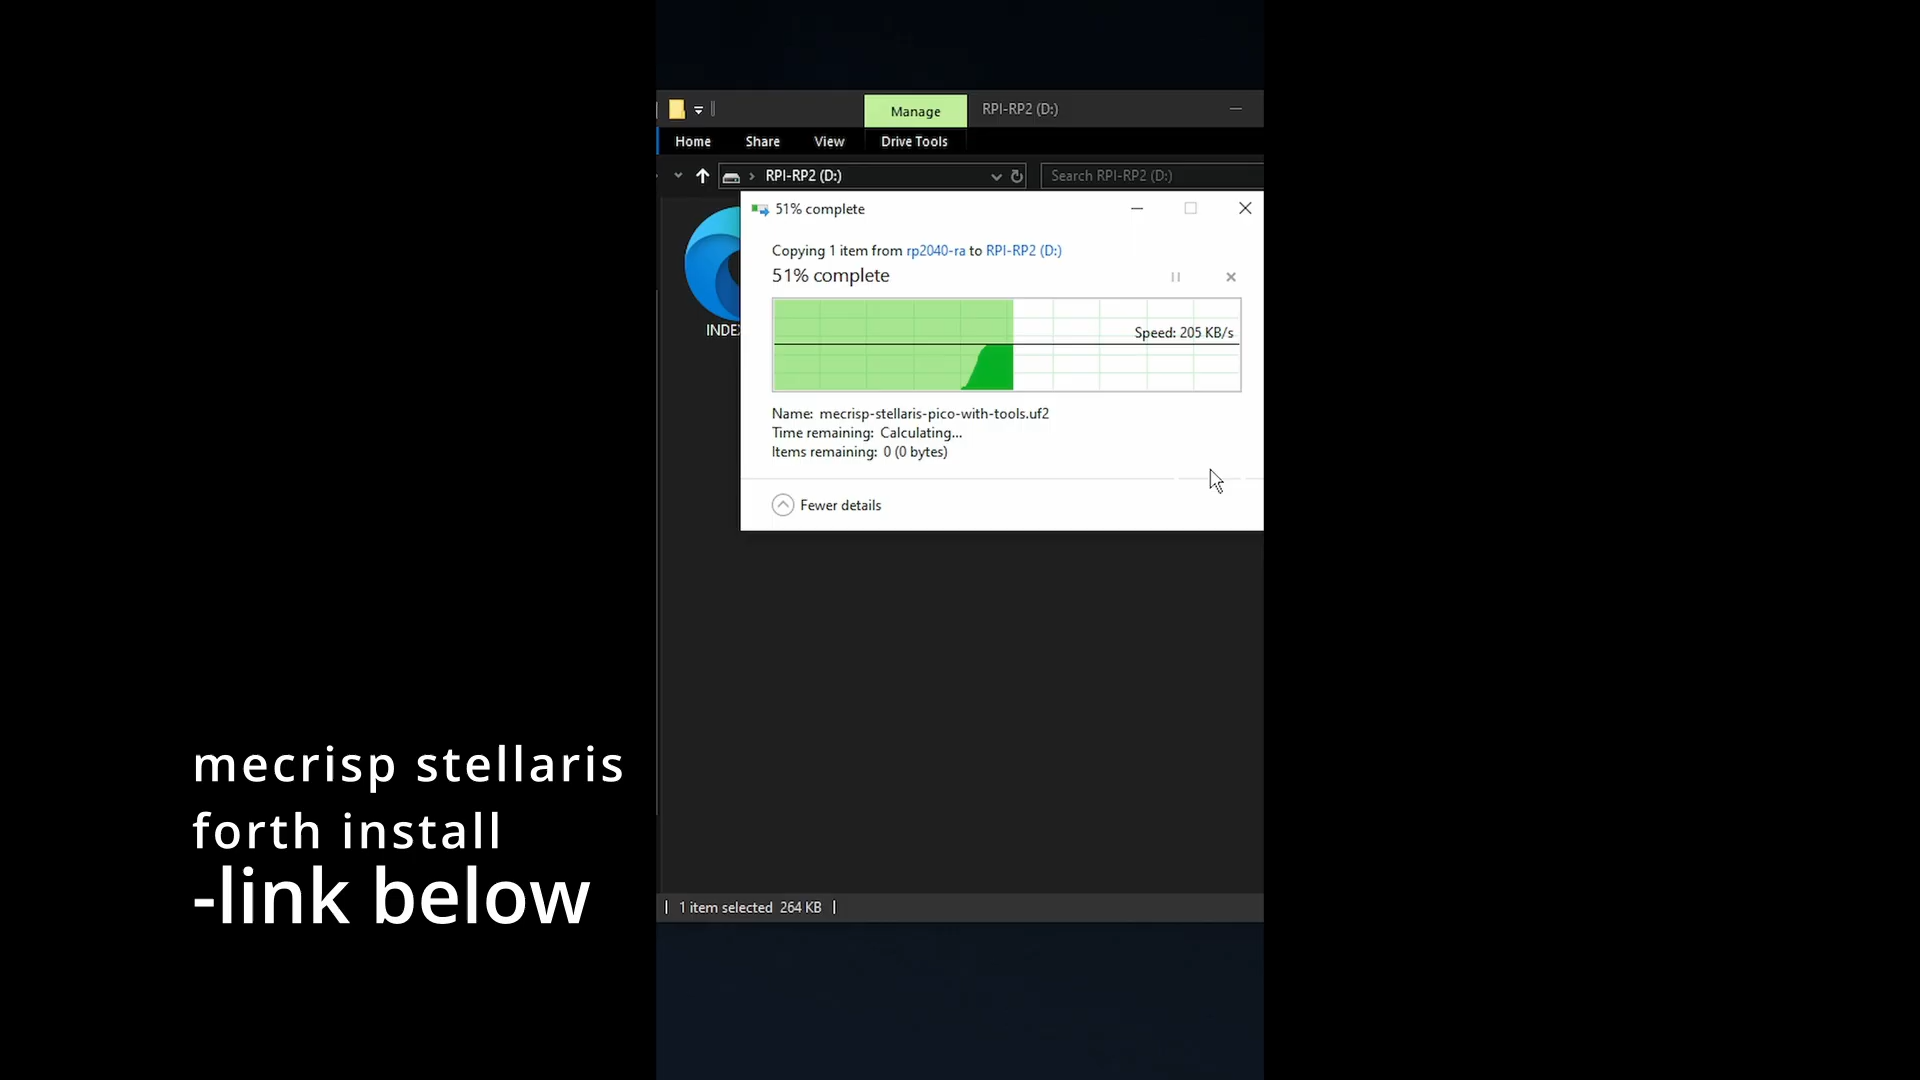 Manage
RPI-RP2 (D:)
Home
Share
View
Drive Tools
RPI-RP2 (D:)
Search RPI-RP2 (D:)
51% complete
Copying 1 item from rp2040-ra to RPI-RP2 (D:)
51% complete
Speed: 205 KB/s
INDEX
Name: mecrisp-stellaris-pico-with-tools.uf2
Time remaining: Calculating...
Items remaining: 0 (0 bytes)
Fewer details
mecrisp stellaris
forth install
-link below
1 item selected 264 KB